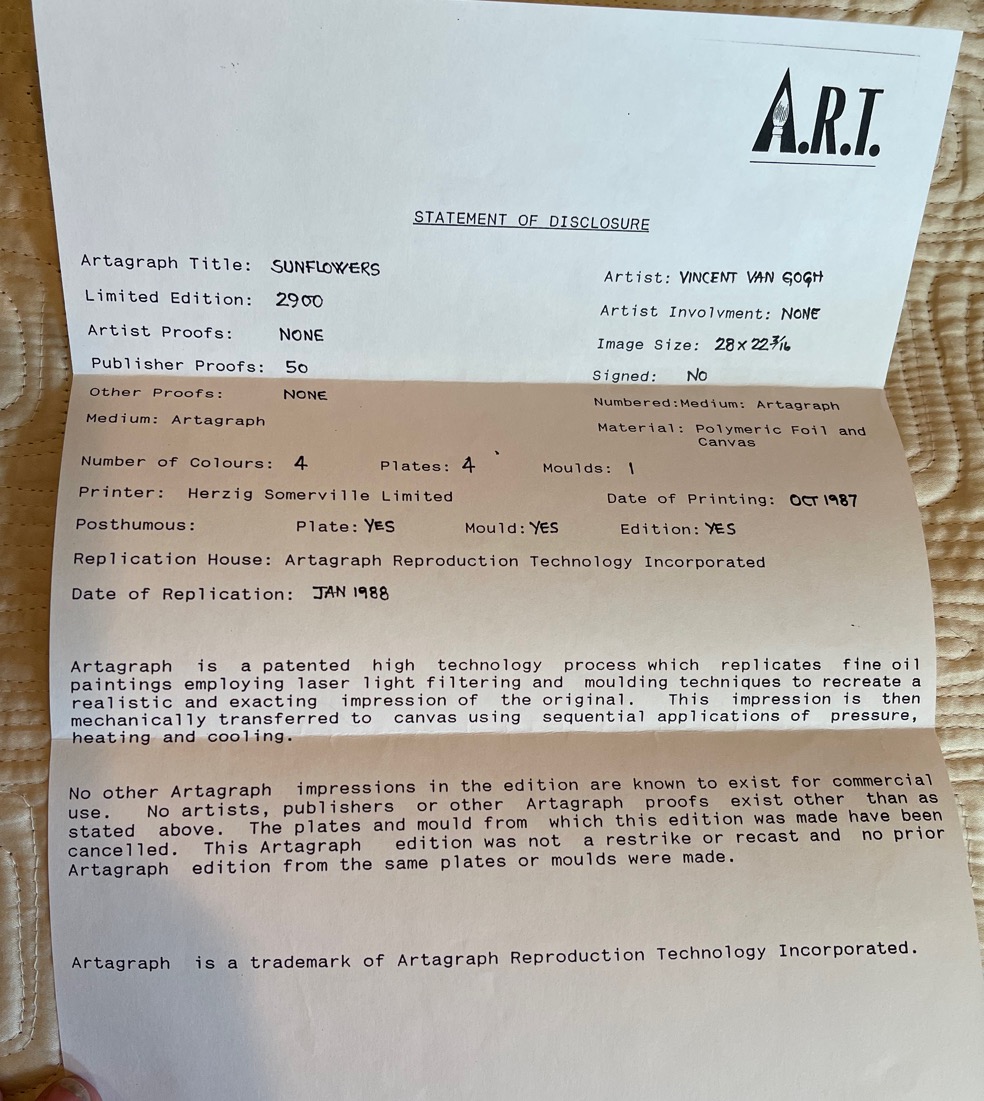 A.R.T.
STATEMENT OF DISCLOSURE
Artagraph Title: SUNFLOWERS
Artist: VINCENT VAN GOGH
Limited Edition: 2900
Artist Involvment: NONE
Artist Proofs: NONE
Image Size: 28 x 22 3/16
Publisher Proofs: 50
Signed: NO
Other Proofs: NONE
Numbered:Medium: Artagraph
Medium: Artagraph
Material: Polymeric Foil and
Canvas
Number of Colours: 4 Plates: 4 Moulds: 1
Printer: Herzig Somerville Limited Date of Printing: OCT 1987
Posthumous: Plate: YES Mould: YES Edition: YES
Replication House: Artagraph Reproduction Technology Incorporated
Date of Replication: JAN 1988
Artagraph is a patented high technology process which replicates fine oil
paintings employing laser light filtering and moulding techniques to recreate a
realistic and exacting impression of the original. This impression is then
mechanically transferred to canvas using sequential applications of pressure,
heating and cooling.
No other Artagraph impressions in the edition are known to exist for commercial
use. No artists, publishers or other Artagraph proofs exist other than as
stated above. The plates and mould from which this edition was made have been
cancelled. This Artagraph edition was not a restrike or recast and no prior
Artagraph edition from the same plates or moulds were made.
Artagraph is a trademark of Artagraph Reproduction Technology Incorporated.